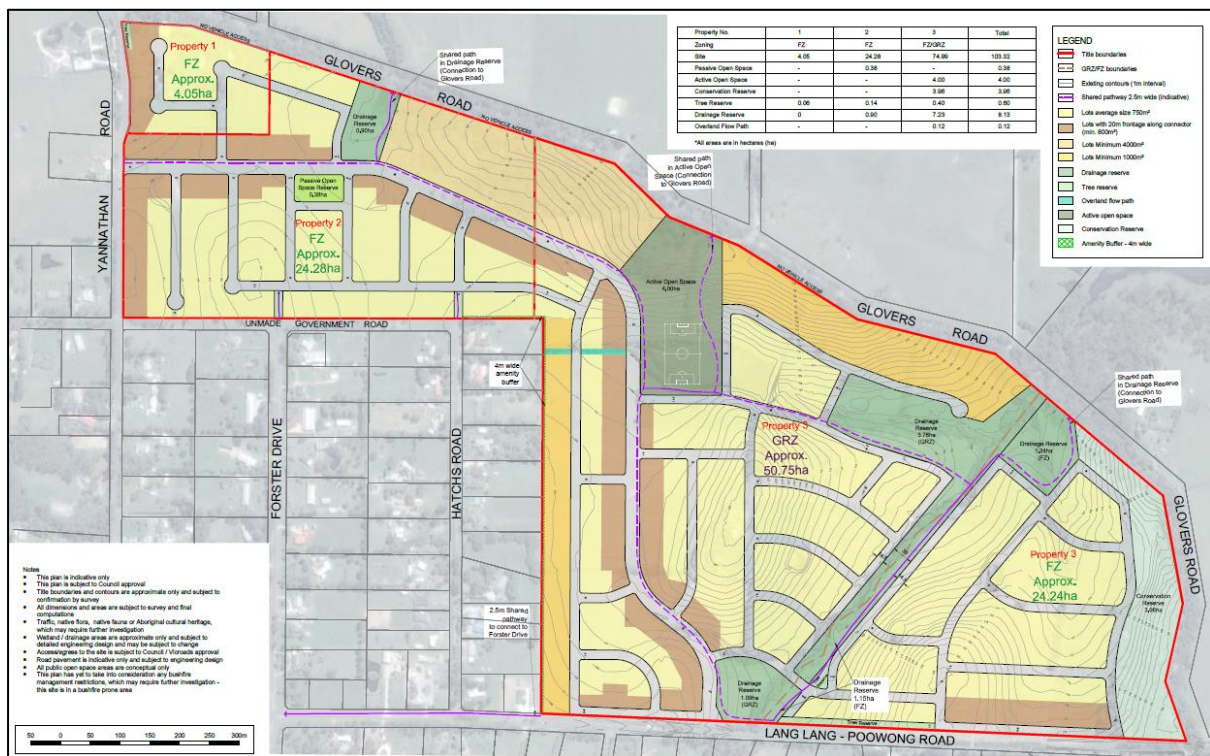 Property No. 1 2 3 Total
Zoning FZ FZ FZ/GRZ
Site 4.05 24.28 74.99 103.32
Passive Open Space - 0.38 - 0.38
Active Open Space - - 4.00 4.00
Conservation Reserve - - 3.98 3.98
Tree Reserve 0.06 0.14 0.40 0.60
Drainage Reserve 0 0.90 7.23 8.13
Overland Flow Path - - 0.12 0.12
*All areas are in hectares (ha)
LEGEND
Title boundaries
GRZ/FZ boundaries
Existing contours (1m interval)
Shared pathway 2.5m wide (indicative)
Lots average size 750m²
Lots with 20m frontage along connector
(min. 800m²)
Lots Minimum 4000m²
Lots Minimum 1000m²
Drainage reserve
Tree reserve
Overland flow path
Active open space
Conservation Reserve
Amenity Buffer - 4m wide
Tree Reserve
NO VEHICLE ACCESS
Property 1
FZ
Approx.
4.05ha
Shared path
in Drainage Reserve
(Connection to
Glovers Road)
GLOVERS
ROAD
NO VEHICLE ACCESS
YANNATHAN
ROAD
Drainage
Reserve
0.90ha
Shared path
in Active Open
Space (Connection
to Glovers Road)
Passive Open
Space Reserve
0.38ha
Property 2
FZ
Approx.
24.28ha
Active Open Space
4.00ha
NO VEHICLE ACCESS
GLOVERS
ROAD
UNMADE GOVERNMENT ROAD
4m wide
amenity
buffer
Shared path
in Drainage Reserve
(Connection to
Glovers Road)
FORSTER DRIVE
HATCHS ROAD
Property 3
GRZ
Approx.
50.75ha
Drainage
Reserve
3.76ha
(GRZ)
Drainage Reserve
(FZ)
GLOVERS ROAD
Property 3
FZ
Approx.
24.24ha
Conservation
Reserve
3.98ha
2.5m Shared
pathway
to connect to
Forster Drive
Drainage
Reserve
1.09ha
(GRZ)
Drainage
Reserve
1.15ha
(FZ)
Tree Reserve
LANG LANG - POOWONG ROAD
Notes
This plan is indicative only
This plan is subject to Council approval
Title boundaries and contours are approximate only and subject to
confirmation by survey
All dimensions and areas are subject to survey and final
computations
Traffic, native flora, native fauna or Aboriginal cultural heritage,
which may require further investigation
Wetland / drainage areas are approximate only and subject to
detailed engineering design and may be subject to change
Access/egress to the site is subject to Council / Vicroads approval
Road pavement is indicative only and subject to engineering design
All public open space areas are conceptual only
This plan has yet to take into consideration any bushfire
management restrictions, which may require further investigation -
this site is in a bushfire prone area
50 0 50 100 150 200 250 300m